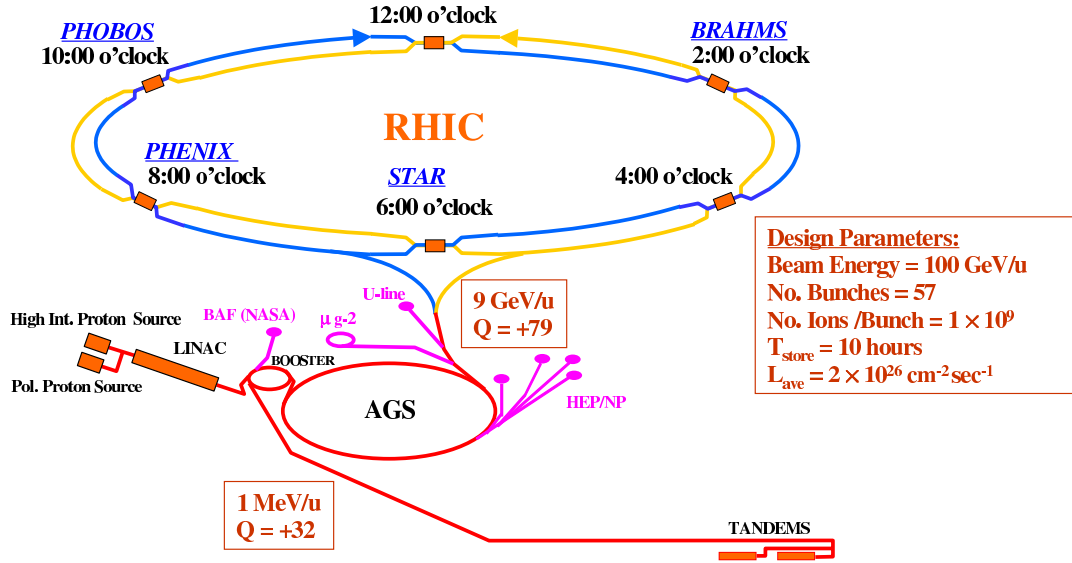 12:00 o'clock
PHOBOS
10:00 o'clock
BRAHMS
2:00 o'clock
RHIC
PHENIX
8:00 o'clock
STAR
6:00 o'clock
4:00 o'clock
Design Parameters:
Beam Energy = 100 GeV/u
No. Bunches = 57
No. Ions /Bunch = 1 × 10⁹
T_store = 10 hours
L_ave = 2 × 10²⁶ cm⁻² sec⁻¹
U-line
9 GeV/u
Q = +79
High Int. Proton Source
BAF (NASA)
μ g-2
LINAC
BOOSTER
Pol. Proton Source
AGS
HEP/NP
1 MeV/u
Q = +32
TANDEMS